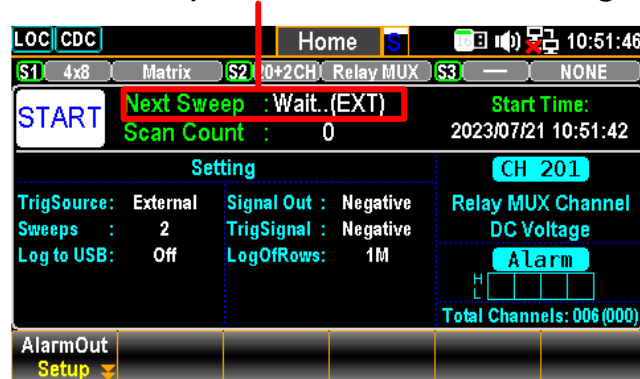 LOC CDC Home S 10:51:46
S1 4x8 Matrix S2 20+2CH Relay MUX S3 — NONE
START
Next Sweep : Wait..(EXT)
Scan Count : 0
Start Time:
2023/07/21 10:51:42
Setting
TrigSource: External Signal Out : Negative
Sweeps : 2 TrigSignal : Negative
Log to USB: Off LogOfRows: 1M
CH 201
Relay MUX Channel
DC Voltage
Alarm
H
L
Total Channels: 006 (000)
AlarmOut
Setup